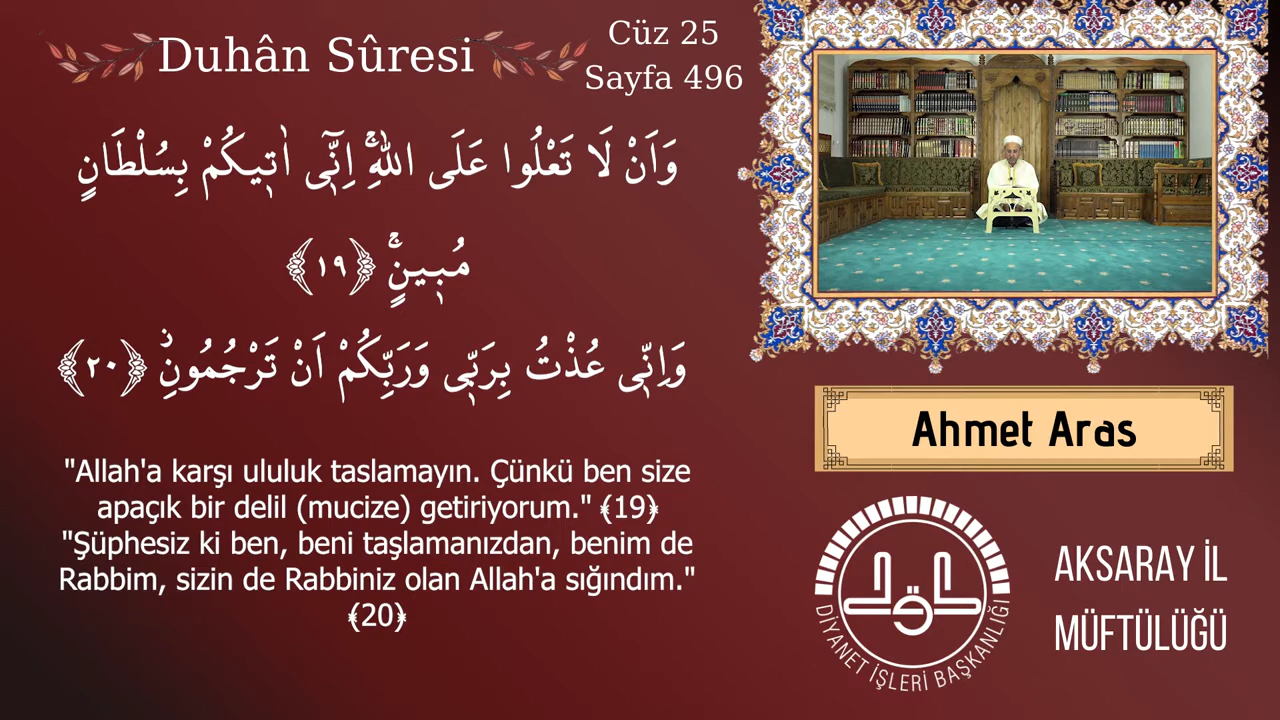 Duhân Sûresi
Cüz 25
Sayfa 496
وَاَنْ لَا تَعْلُوا عَلَى اللّٰهِۚ اِنّ۪ٓي اٰت۪يكُمْ بِسُلْطَانٍ
مُب۪ينٍۚ ﴿١٩﴾
وَاِنّ۪ي عُذْتُ بِرَبّ۪ي وَرَبِّكُمْ اَنْ تَرْجُمُونِۘ ﴿٢٠﴾
"Allah'a karşı ululuk taslamayın. Çünkü ben size
apaçık bir delil (mucize) getiriyorum." ﴾19﴿
"Şüphesiz ki ben, beni taşlamanızdan, benim de
Rabbim, sizin de Rabbiniz olan Allah'a sığındım."
﴾20﴿
Ahmet Aras
DİYANET İŞLERİ BAŞKANLIĞI
AKSARAY İL
MÜFTÜLÜĞÜ